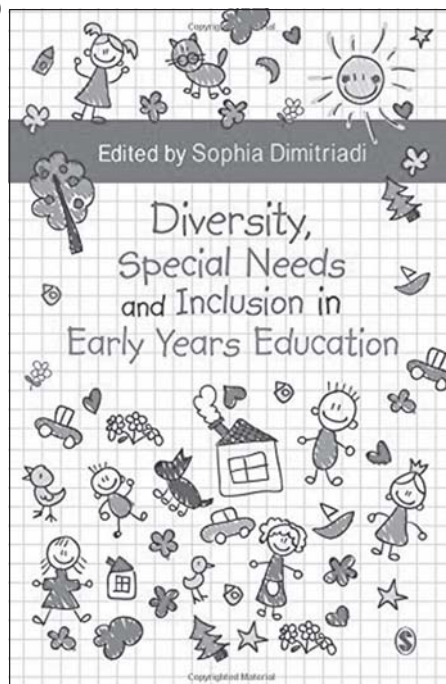 Copyrighted Material
Edited by Sophia Dimitriadi
Diversity,
Special Needs
and Inclusion in
Early Years Education
S
Copyrighted Material